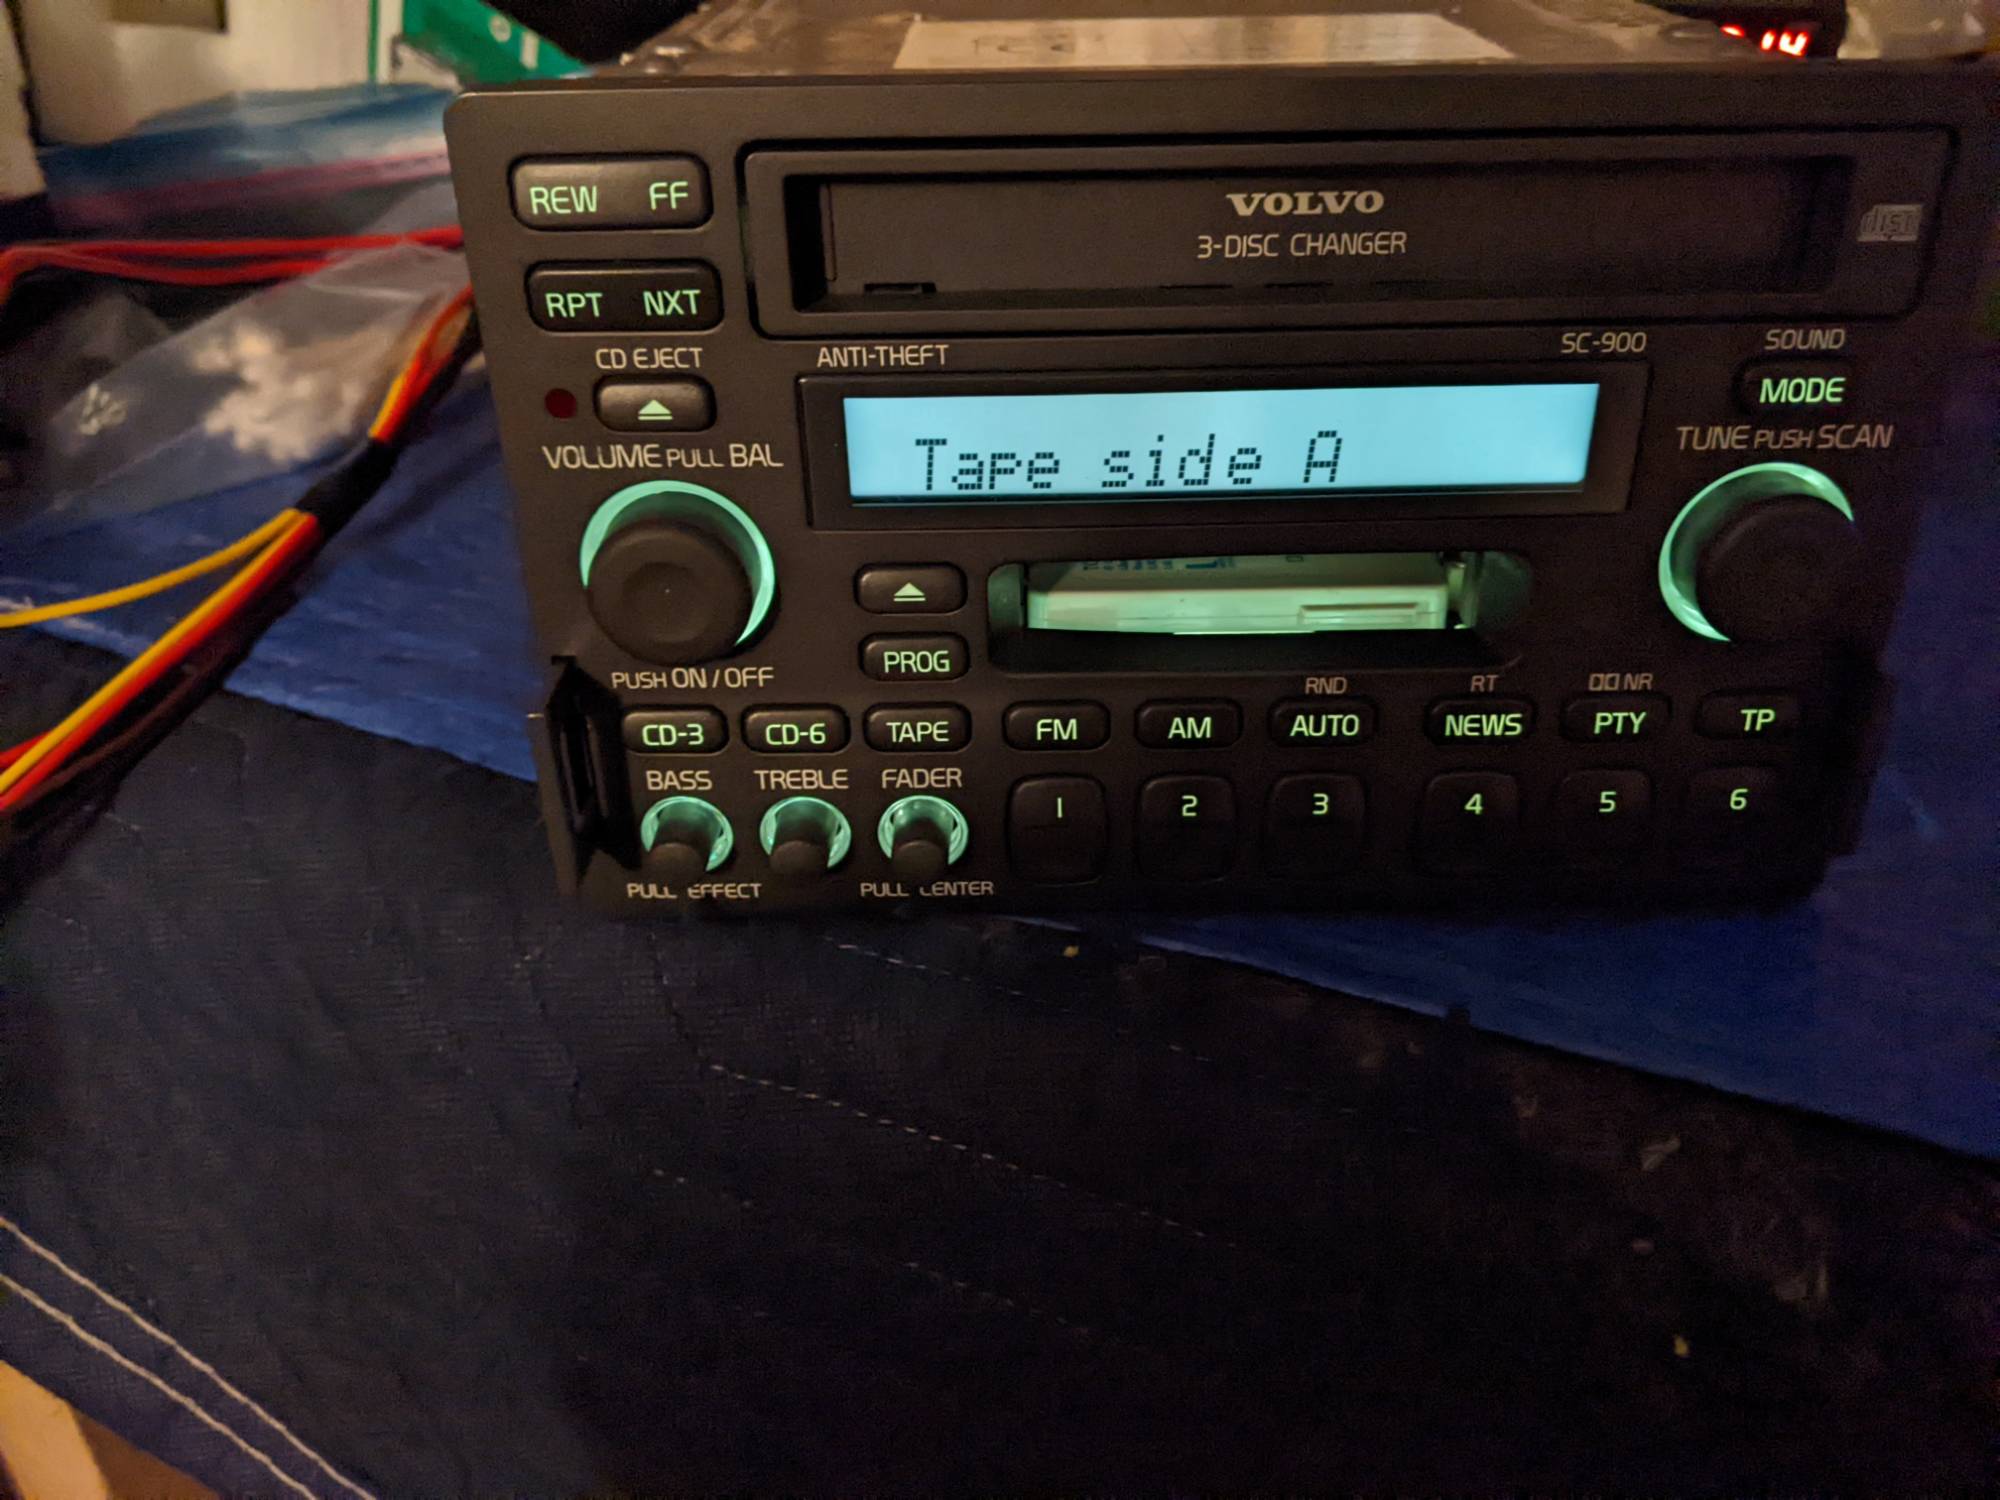 REW FF
VOLVO
3-DISC CHANGER
disc
RPT NXT
CD EJECT
ANTI-THEFT
SC-900
SOUND
MODE
VOLUME PULL BAL
Tape side A
TUNE PUSH SCAN
PROG
PUSH ON / OFF
RND
RT
NR
CD-3
CD-6
TAPE
FM
AM
AUTO
NEWS
PTY
TP
BASS
TREBLE
FADER
1
2
3
4
5
6
PULL EFFECT
PULL CENTER